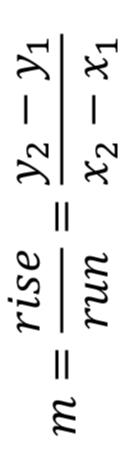 m = rise / run = y₂ − y₁ / x₂ − x₁